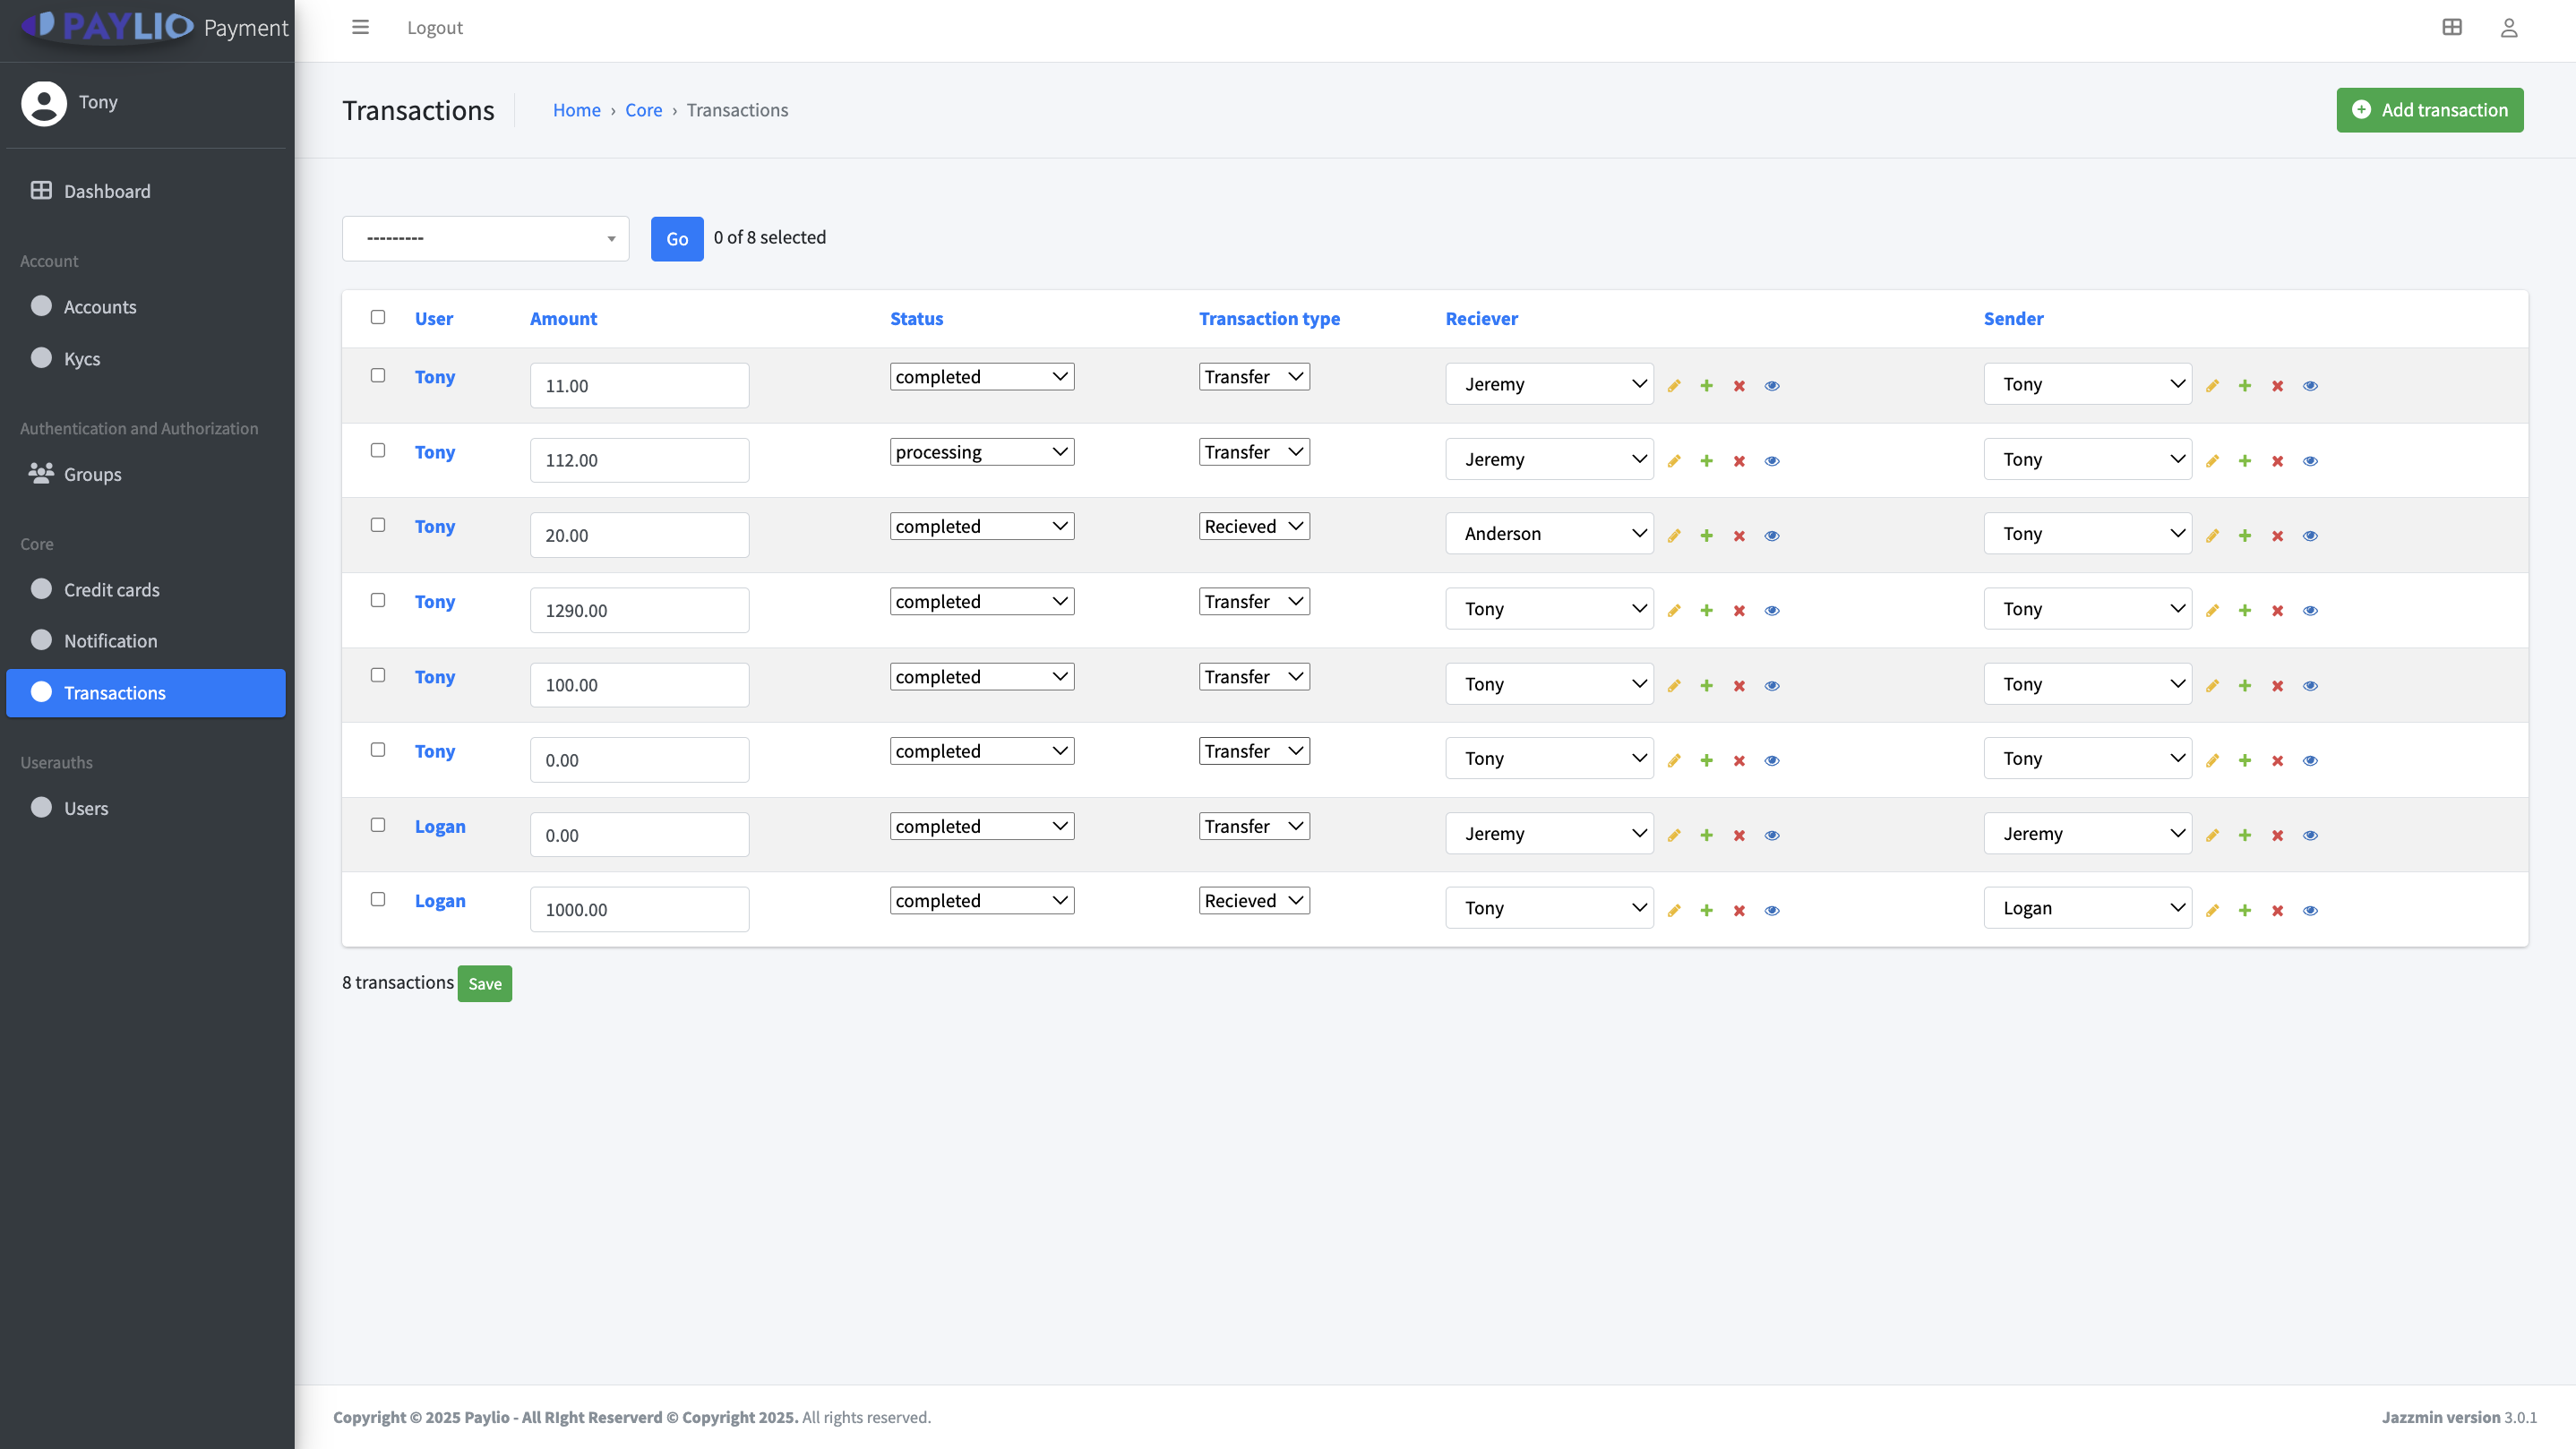 PAYLIO Payment
Logout
Tony
Transactions
Home › Core › Transactions
Add transaction
Dashboard
---------
Go
0 of 8 selected
Account
Accounts
Kycs
Authentication and Authorization
Groups
Core
Credit cards
Notification
Transactions
Userauths
Users
User Amount Status Transaction type Reciever Sender
Tony 11.00 completed Transfer Jeremy Tony
Tony 112.00 processing Transfer Jeremy Tony
Tony 20.00 completed Recieved Anderson Tony
Tony 1290.00 completed Transfer Tony Tony
Tony 100.00 completed Transfer Tony Tony
Tony 0.00 completed Transfer Tony Tony
Logan 0.00 completed Transfer Jeremy Jeremy
Logan 1000.00 completed Recieved Tony Logan
8 transactions Save
Copyright © 2025 Paylio - All RIght Reserverd © Copyright 2025. All rights reserved.
Jazzmin version 3.0.1